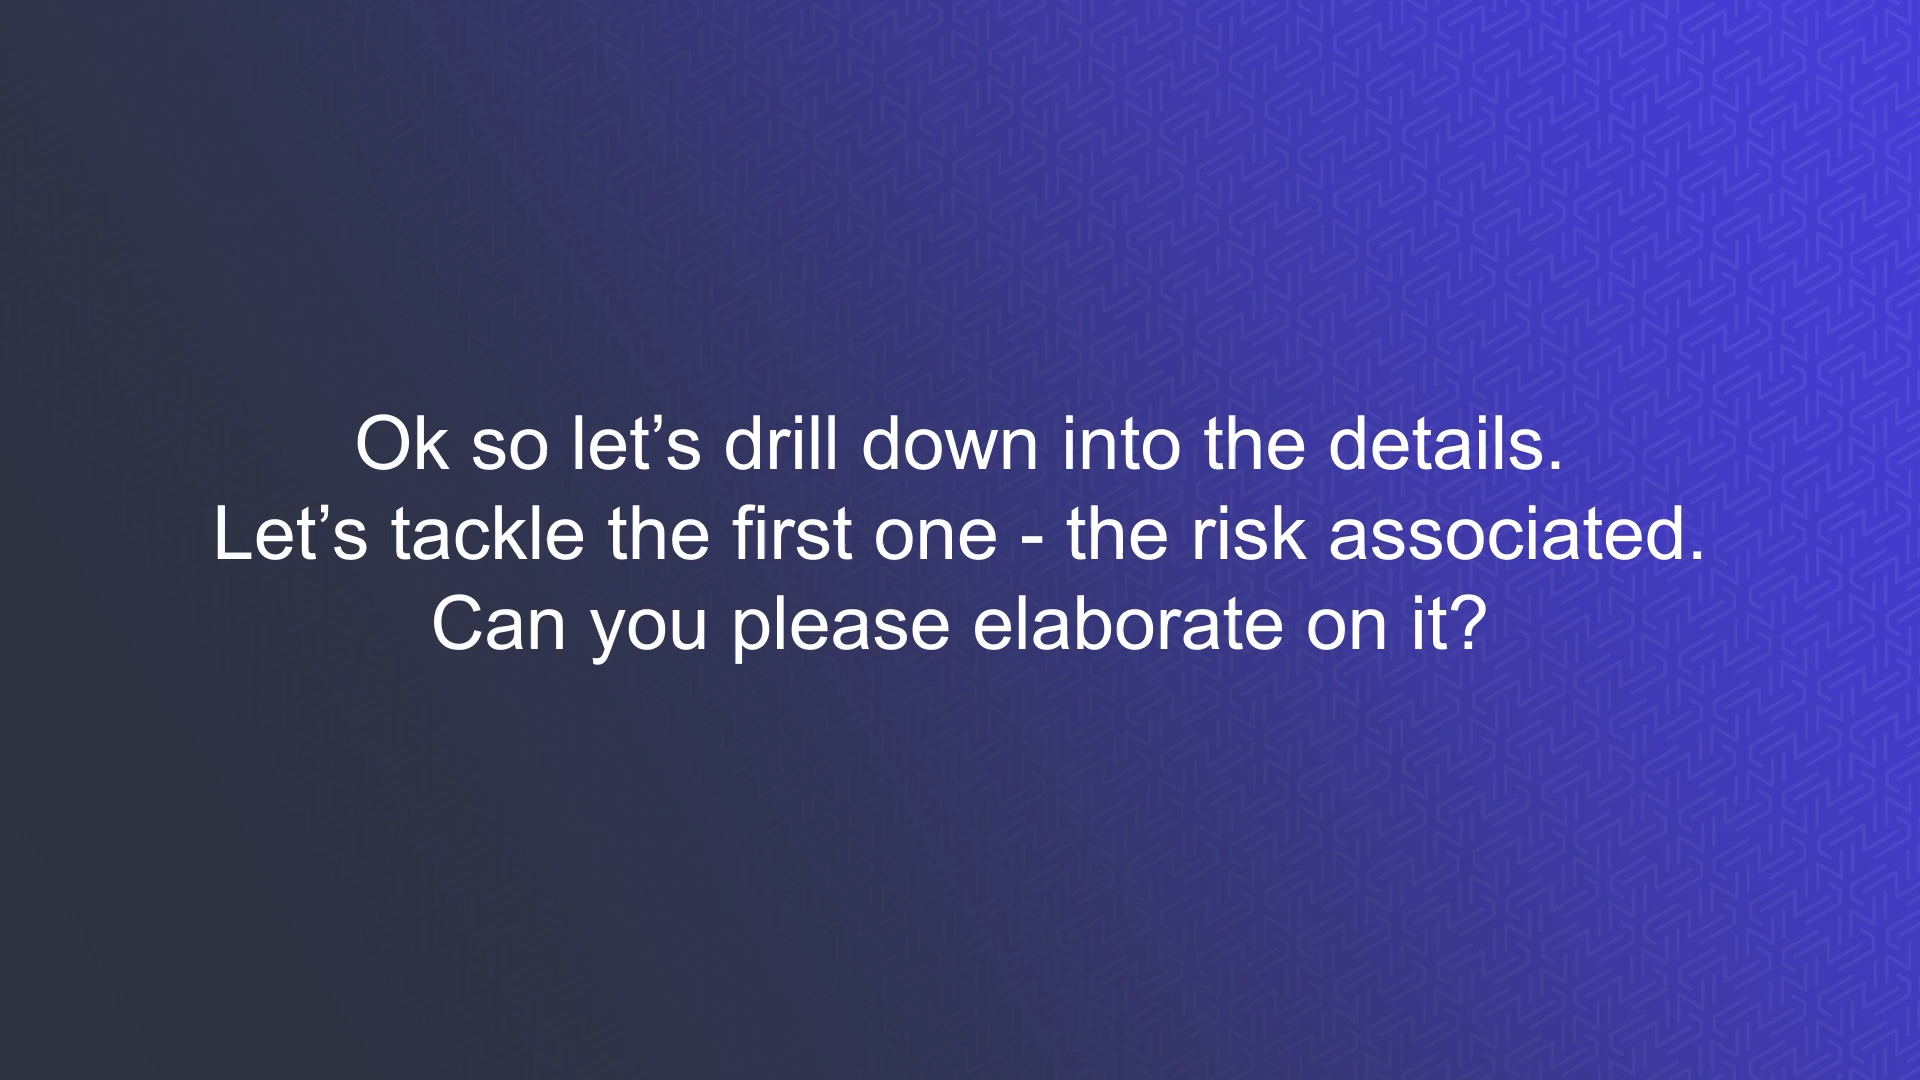 Ok so let’s drill down into the details.
Let’s tackle the first one - the risk associated.
Can you please elaborate on it?